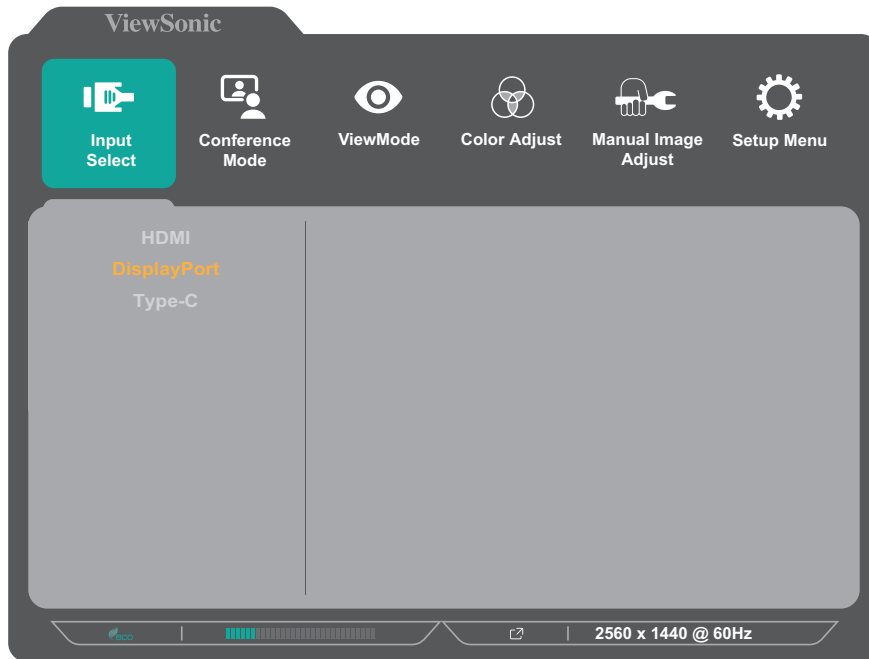 ViewSonic
Input
Select
Conference
Mode
ViewMode
Color Adjust
Manual Image
Adjust
Setup Menu
HDMI
DisplayPort
Type-C
eco
2560 x 1440 @ 60Hz